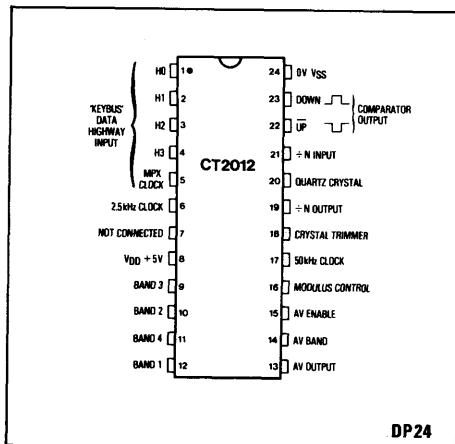 H0 1 24 0V VSS
H1 2 23 DOWN
H2 3 22 U̅P̅
'KEYBUS' DATA HIGHWAY INPUT
COMPARATOR OUTPUT
H3 4 21 ÷N INPUT
CT2012
MPX CLOCK 5 20 QUARTZ CRYSTAL
2.5kHz CLOCK 6 19 ÷N OUTPUT
NOT CONNECTED 7 18 CRYSTAL TRIMMER
VDD +5V 8 17 50kHz CLOCK
BAND 3 9 16 MODULUS CONTROL
BAND 2 10 15 AV ENABLE
BAND 4 11 14 AV BAND
BAND 1 12 13 AV OUTPUT
DP24